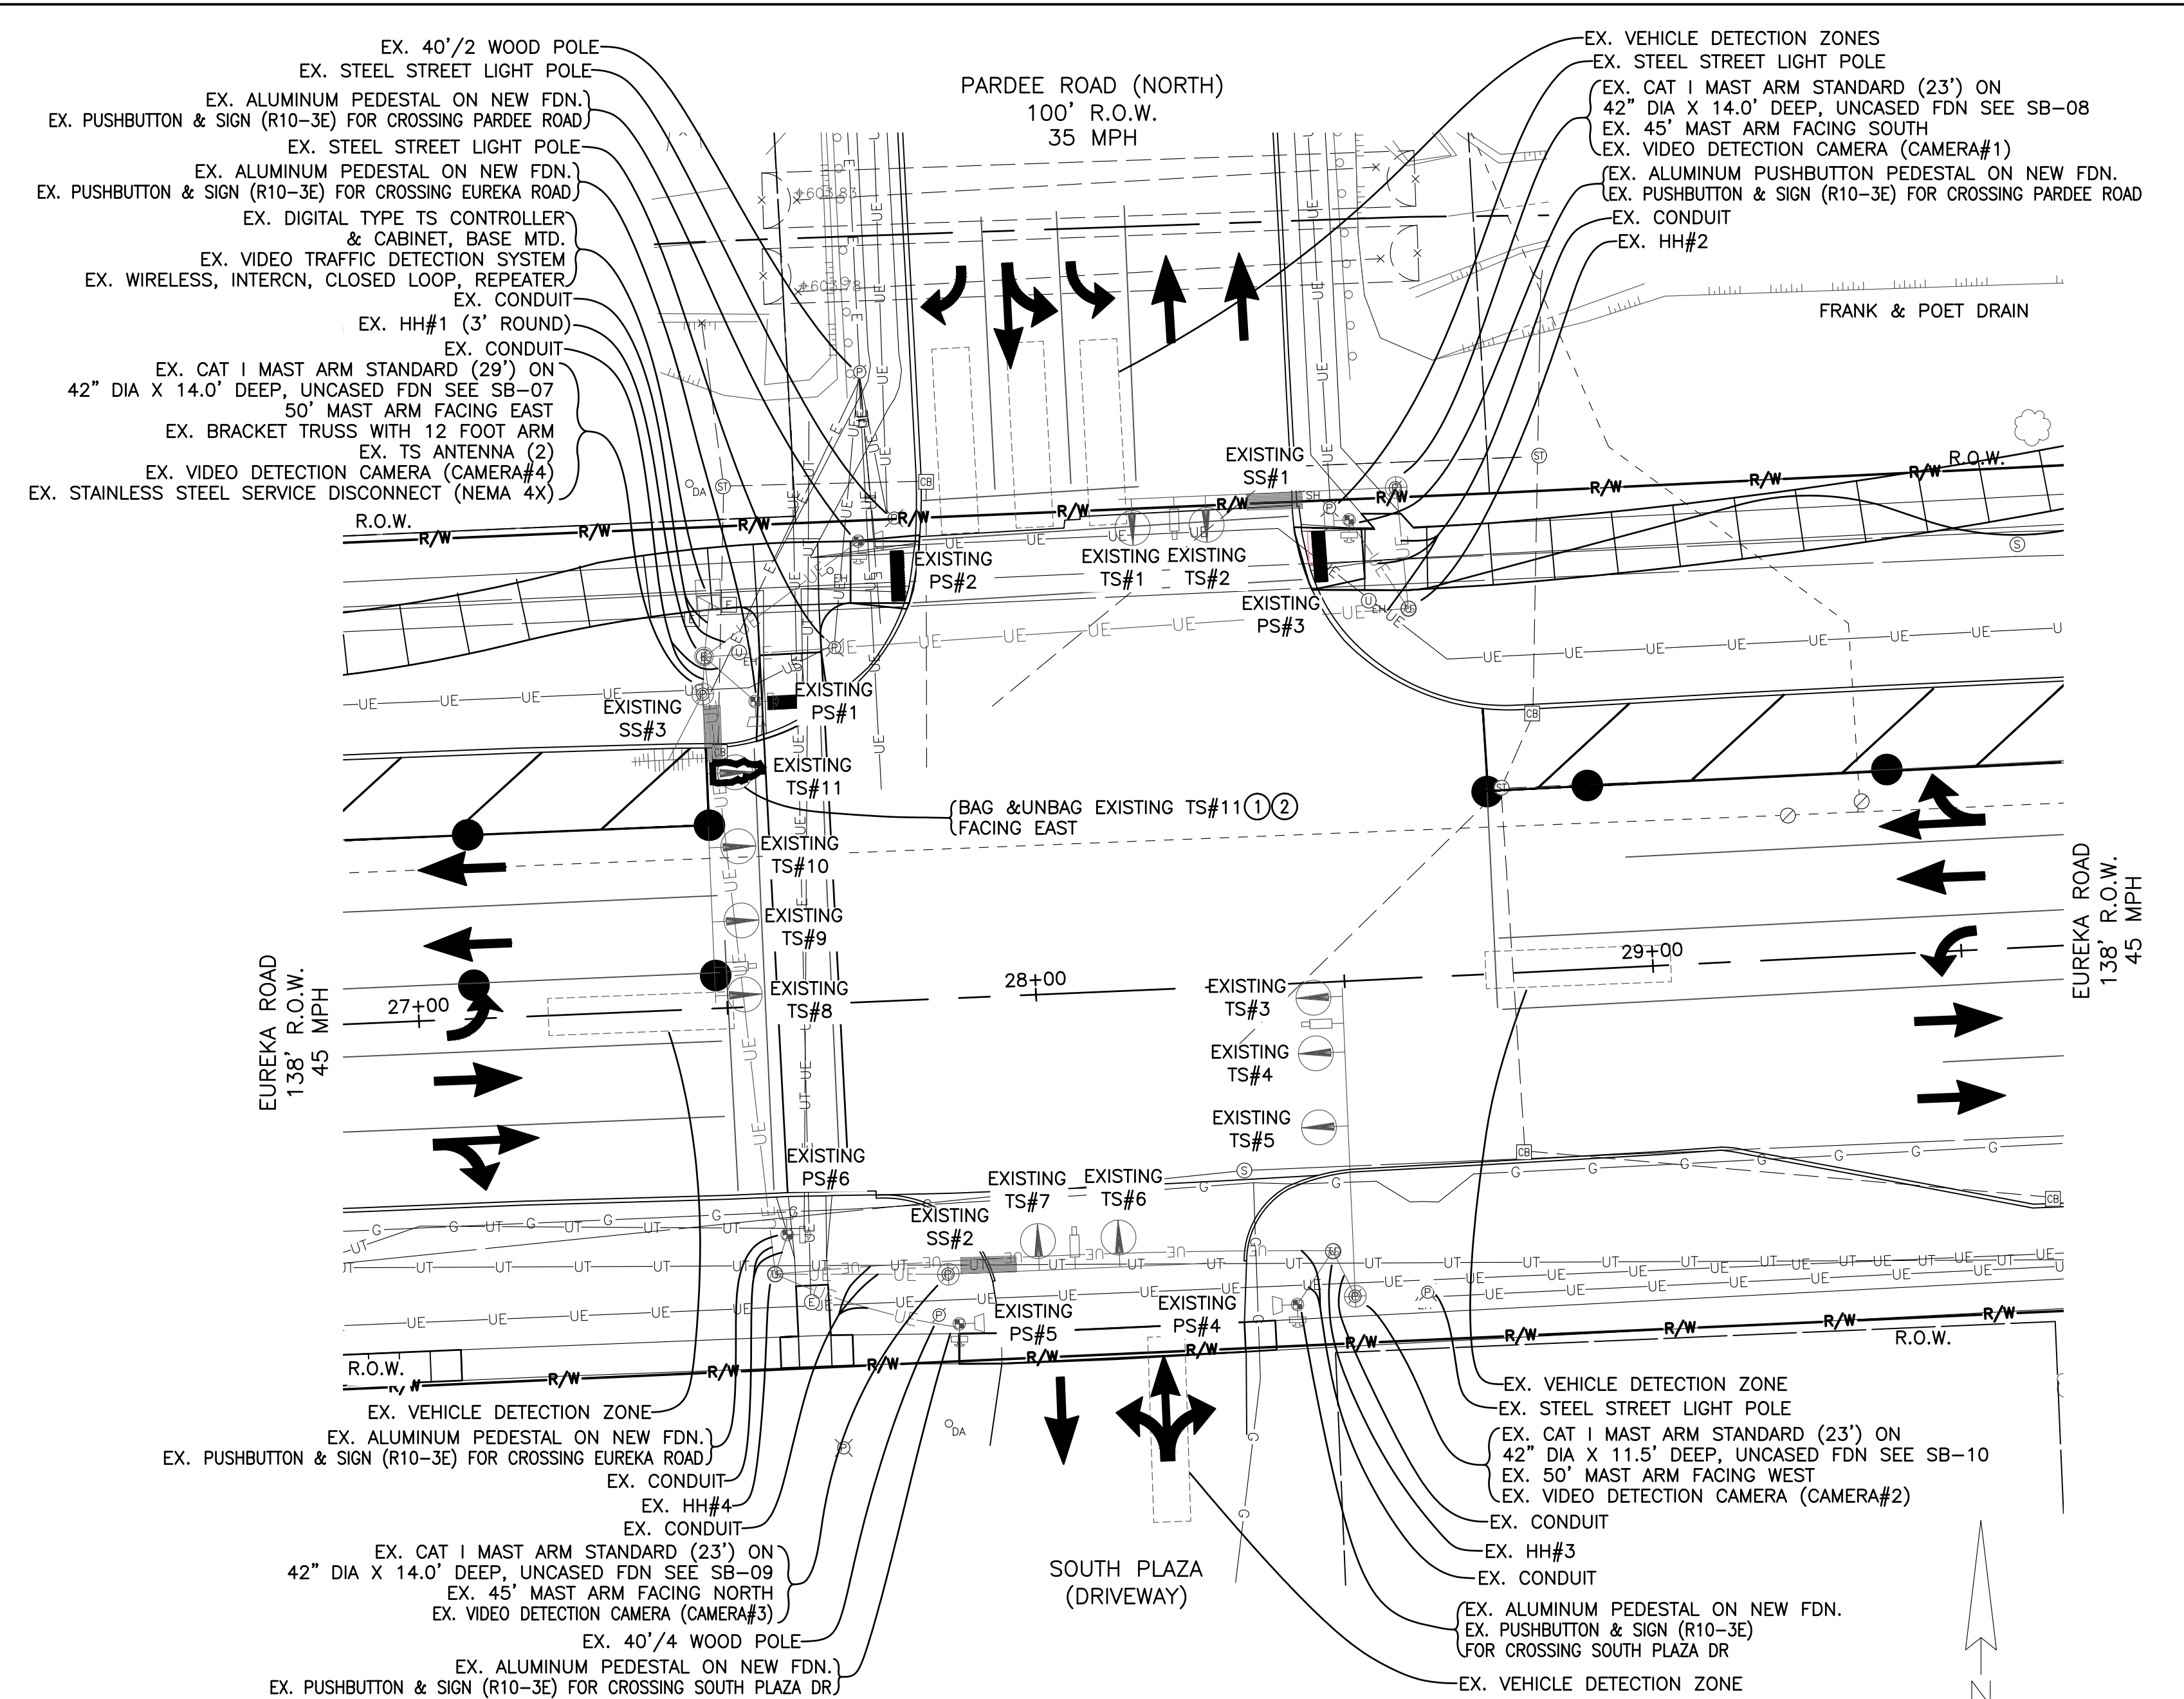 EX. 40'/2 WOOD POLE
EX. STEEL STREET LIGHT POLE
EX. ALUMINUM PEDESTAL ON NEW FDN.
EX. PUSHBUTTON & SIGN (R10-3E) FOR CROSSING PARDEE ROAD
EX. STEEL STREET LIGHT POLE
EX. ALUMINUM PEDESTAL ON NEW FDN.
EX. PUSHBUTTON & SIGN (R10-3E) FOR CROSSING EUREKA ROAD
EX. DIGITAL TYPE TS CONTROLLER
& CABINET, BASE MTD.
EX. VIDEO TRAFFIC DETECTION SYSTEM
EX. WIRELESS, INTERCN, CLOSED LOOP, REPEATER
EX. CONDUIT
EX. HH#1 (3' ROUND)
EX. CONDUIT
EX. CAT I MAST ARM STANDARD (29') ON
42" DIA X 14.0' DEEP, UNCASED FDN SEE SB-07
50' MAST ARM FACING EAST
EX. BRACKET TRUSS WITH 12 FOOT ARM
EX. TS ANTENNA (2)
EX. VIDEO DETECTION CAMERA (CAMERA#4)
EX. STAINLESS STEEL SERVICE DISCONNECT (NEMA 4X)
PARDEE ROAD (NORTH)
100' R.O.W.
35 MPH
603.83
603.78
EX. VEHICLE DETECTION ZONES
EX. STEEL STREET LIGHT POLE
EX. CAT I MAST ARM STANDARD (23') ON
42" DIA X 14.0' DEEP, UNCASED FDN SEE SB-08
EX. 45' MAST ARM FACING SOUTH
EX. VIDEO DETECTION CAMERA (CAMERA#1)
EX. ALUMINUM PUSHBUTTON PEDESTAL ON NEW FDN.
EX. PUSHBUTTON & SIGN (R10-3E) FOR CROSSING PARDEE ROAD
EX. CONDUIT
EX. HH#2
FRANK & POET DRAIN
R.O.W.
R/W R/W R/W R/W R/W R/W R/W R/W R/W R/W
R.O.W.
EXISTING
SS#1
EXISTING
PS#2
EXISTING
TS#1
EXISTING
TS#2
EXISTING
PS#3
EXISTING
SS#3
EXISTING
PS#1
EXISTING
TS#11
BAG &UNBAG EXISTING TS#11 1 2
FACING EAST
EXISTING
TS#10
EXISTING
TS#9
EXISTING
TS#8
EUREKA ROAD
138' R.O.W.
45 MPH
27+00
28+00
29+00
EXISTING
TS#3
EXISTING
TS#4
EXISTING
TS#5
EUREKA ROAD
138' R.O.W.
45 MPH
EXISTING
PS#6
EXISTING
SS#2
EXISTING
TS#7
EXISTING
TS#6
EXISTING
PS#5
EXISTING
PS#4
R.O.W.
R/W R/W R/W R/W R/W R/W R/W R/W R/W R/W R/W
R.O.W.
EX. VEHICLE DETECTION ZONE
EX. ALUMINUM PEDESTAL ON NEW FDN.
EX. PUSHBUTTON & SIGN (R10-3E) FOR CROSSING EUREKA ROAD
EX. CONDUIT
EX. HH#4
EX. CONDUIT
EX. CAT I MAST ARM STANDARD (23') ON
42" DIA X 14.0' DEEP, UNCASED FDN SEE SB-09
EX. 45' MAST ARM FACING NORTH
EX. VIDEO DETECTION CAMERA (CAMERA#3)
EX. 40'/4 WOOD POLE
EX. ALUMINUM PEDESTAL ON NEW FDN.
EX. PUSHBUTTON & SIGN (R10-3E) FOR CROSSING SOUTH PLAZA DR
DA
SOUTH PLAZA
(DRIVEWAY)
EX. VEHICLE DETECTION ZONE
EX. STEEL STREET LIGHT POLE
EX. CAT I MAST ARM STANDARD (23') ON
42" DIA X 11.5' DEEP, UNCASED FDN SEE SB-10
EX. 50' MAST ARM FACING WEST
EX. VIDEO DETECTION CAMERA (CAMERA#2)
EX. CONDUIT
EX. HH#3
EX. CONDUIT
EX. ALUMINUM PEDESTAL ON NEW FDN.
EX. PUSHBUTTON & SIGN (R10-3E)
FOR CROSSING SOUTH PLAZA DR
EX. VEHICLE DETECTION ZONE
N